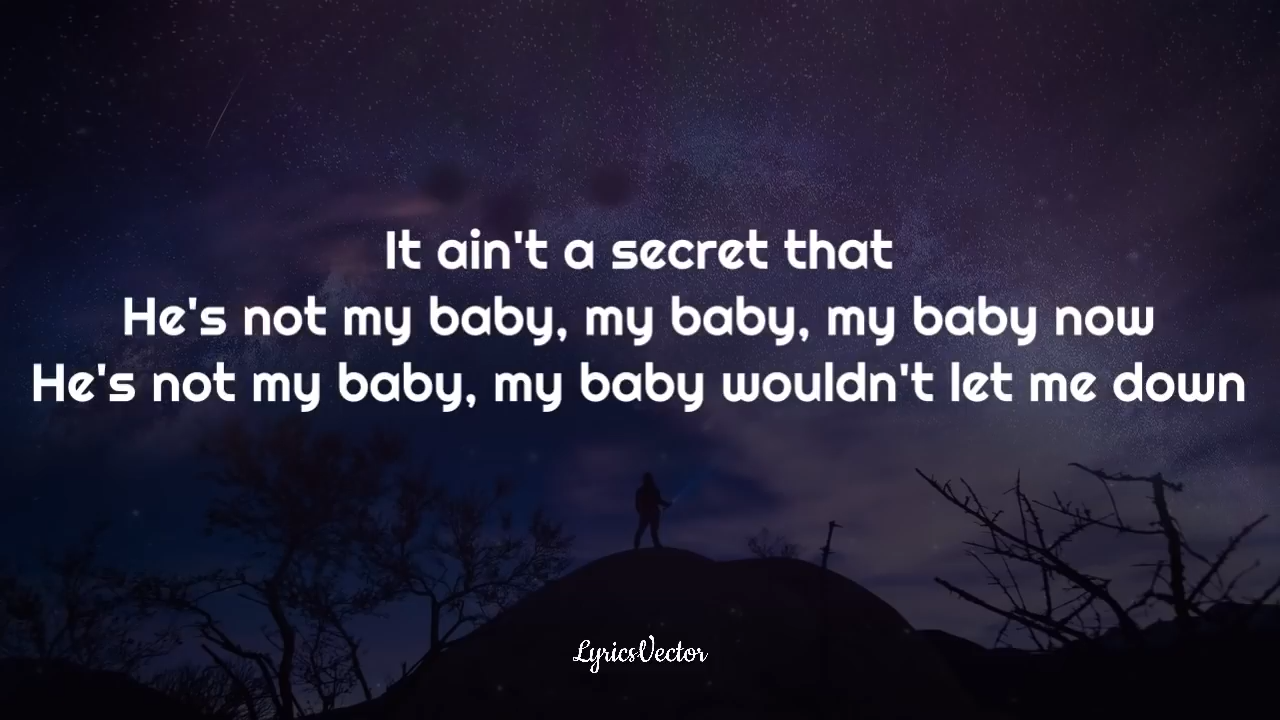 It ain't a secret that
He's not my baby, my baby, my baby now
He's not my baby, my baby wouldn't let me down
LyricsVector